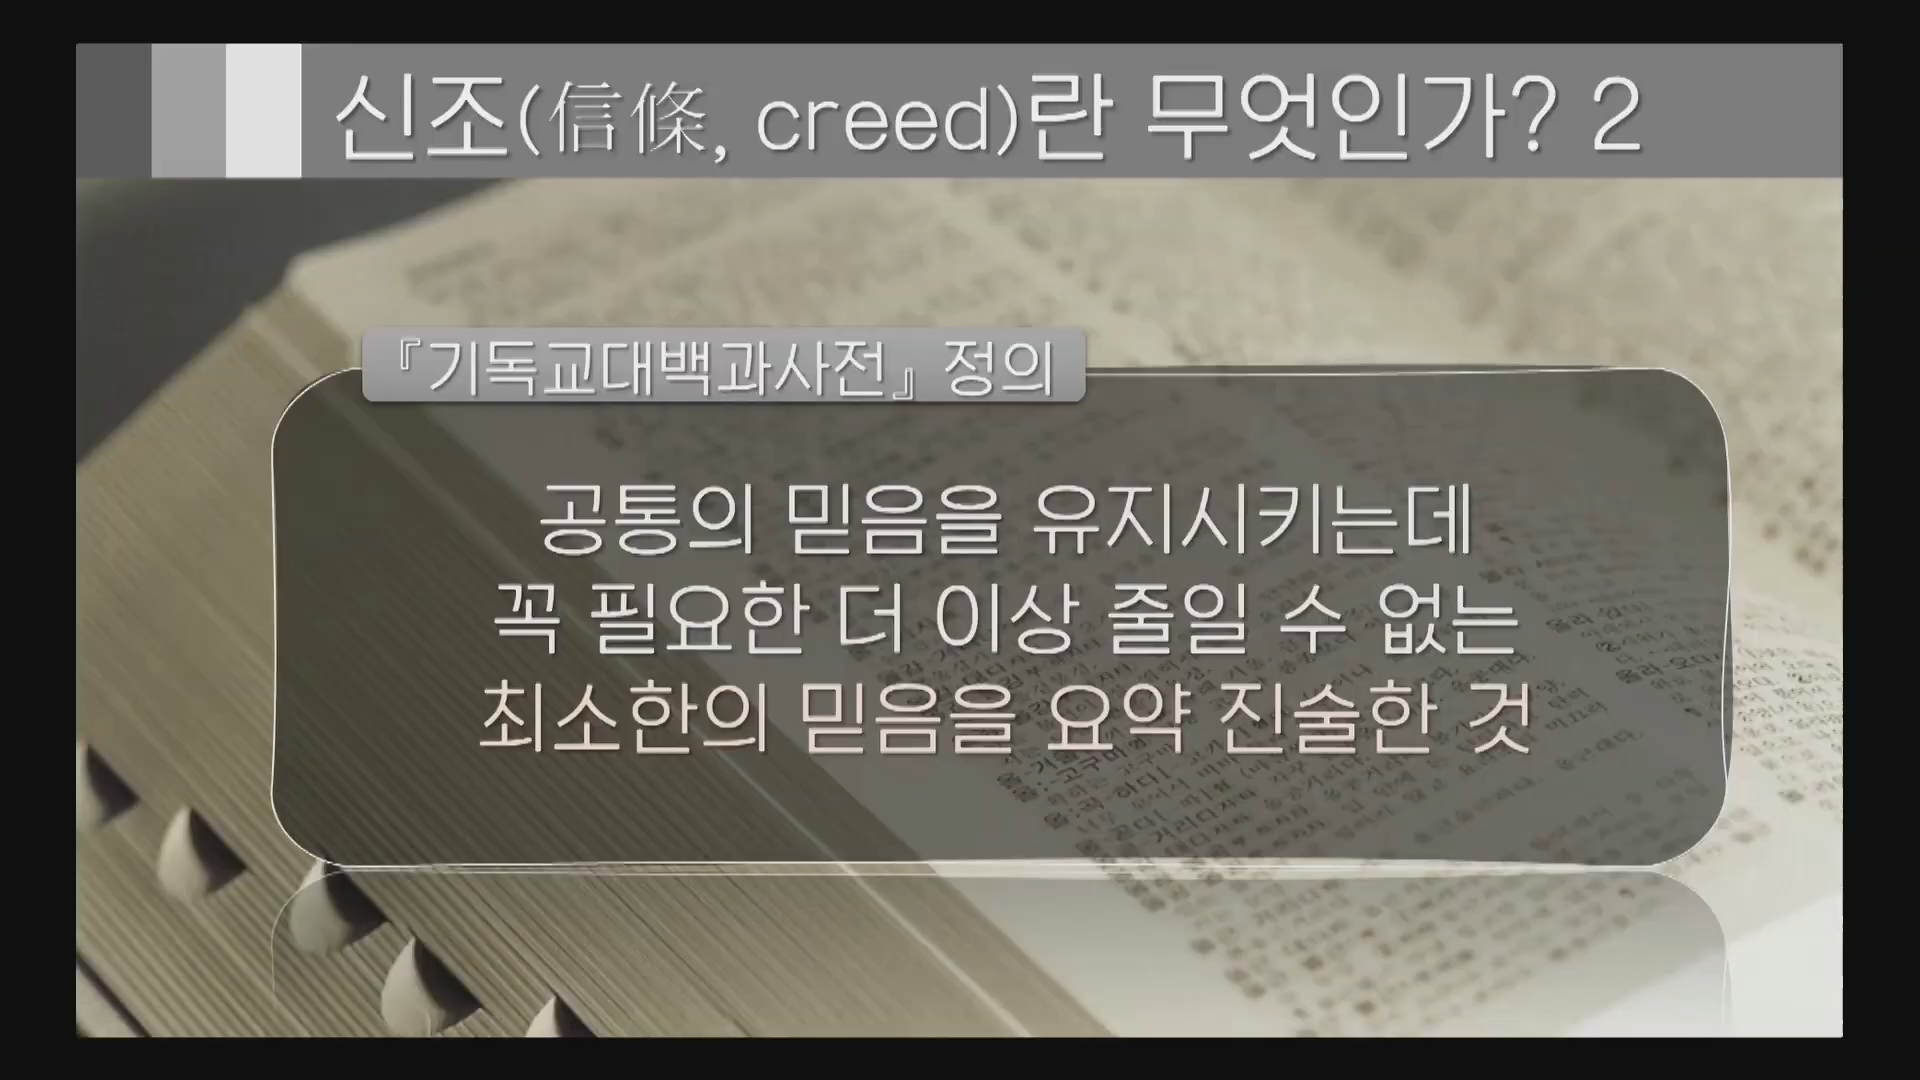 신조(信條, creed)란 무엇인가? 2
『기독교대백과사전』 정의
공통의 믿음을 유지시키는데
꼭 필요한 더 이상 줄일 수 없는
최소한의 믿음을 요약 진술한 것